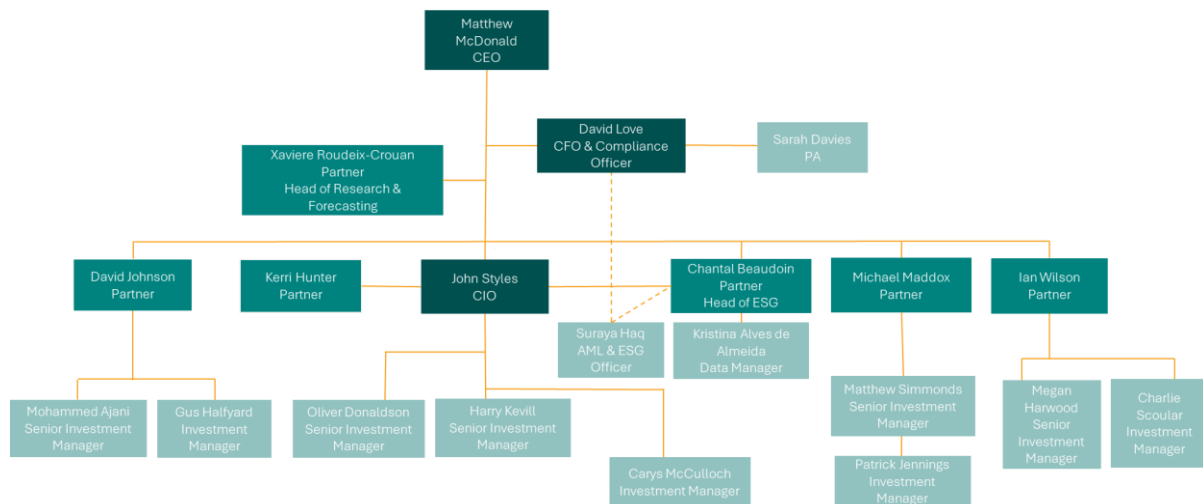 Matthew
McDonald
CEO
David Love
CFO & Compliance
Officer
Sarah Davies
PA
Xaviere Roudeix-Crouan
Partner
Head of Research &
Forecasting
David Johnson
Partner
Kerri Hunter
Partner
John Styles
CIO
Chantal Beaudoin
Partner
Head of ESG
Michael Maddox
Partner
Ian Wilson
Partner
Suraya Haq
AML & ESG
Officer
Kristina Alves de
Almeida
Data Manager
Mohammed Ajani
Senior Investment
Manager
Gus Halfyard
Investment
Manager
Oliver Donaldson
Senior Investment
Manager
Harry Kevill
Senior Investment
Manager
Matthew Simmonds
Senior Investment
Manager
Megan
Harwood
Senior
Investment
Manager
Charlie
Scoular
Investment
Manager
Carys McCulloch
Investment Manager
Patrick Jennings
Investment
Manager